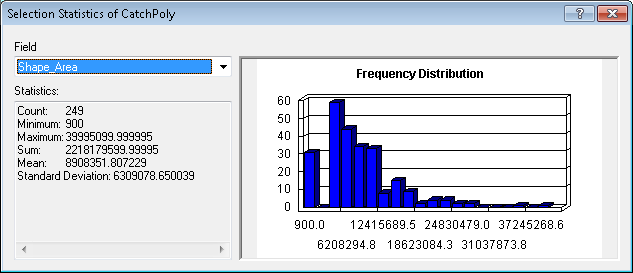 Selection Statistics of CatchPoly
Field
Shape_Area
Statistics:
Count: 249
Minimum: 900
Maximum: 39995099.999995
Sum: 2218179599.99995
Mean: 8908351.807229
Standard Deviation: 6309078.650039
Frequency Distribution
60
50
40
30
20
10
0
900.0 12415689.5 24830479.0 37245268.6
6208294.8 18623084.3 31037873.8